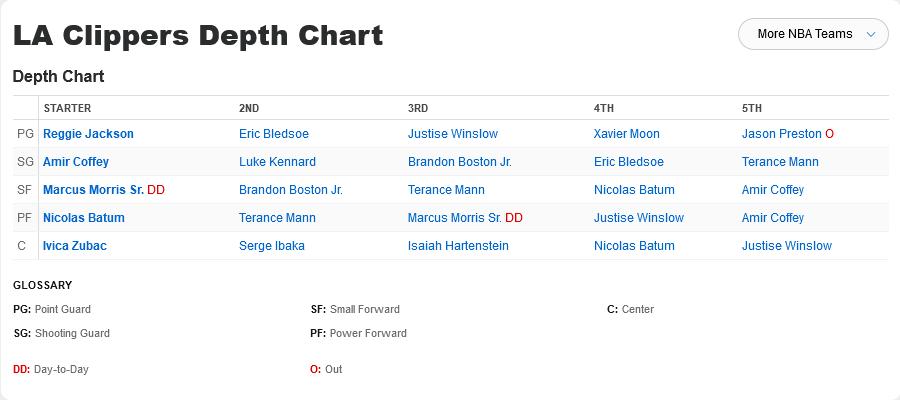 LA Clippers Depth Chart
More NBA Teams
Depth Chart
STARTER 2ND 3RD 4TH 5TH
PG Reggie Jackson Eric Bledsoe Justise Winslow Xavier Moon Jason Preston O
SG Amir Coffey Luke Kennard Brandon Boston Jr. Eric Bledsoe Terance Mann
SF Marcus Morris Sr. DD Brandon Boston Jr. Terance Mann Nicolas Batum Amir Coffey
PF Nicolas Batum Terance Mann Marcus Morris Sr. DD Justise Winslow Amir Coffey
C Ivica Zubac Serge Ibaka Isaiah Hartenstein Nicolas Batum Justise Winslow
GLOSSARY
PG: Point Guard SF: Small Forward C: Center
SG: Shooting Guard PF: Power Forward
DD: Day-to-Day O: Out